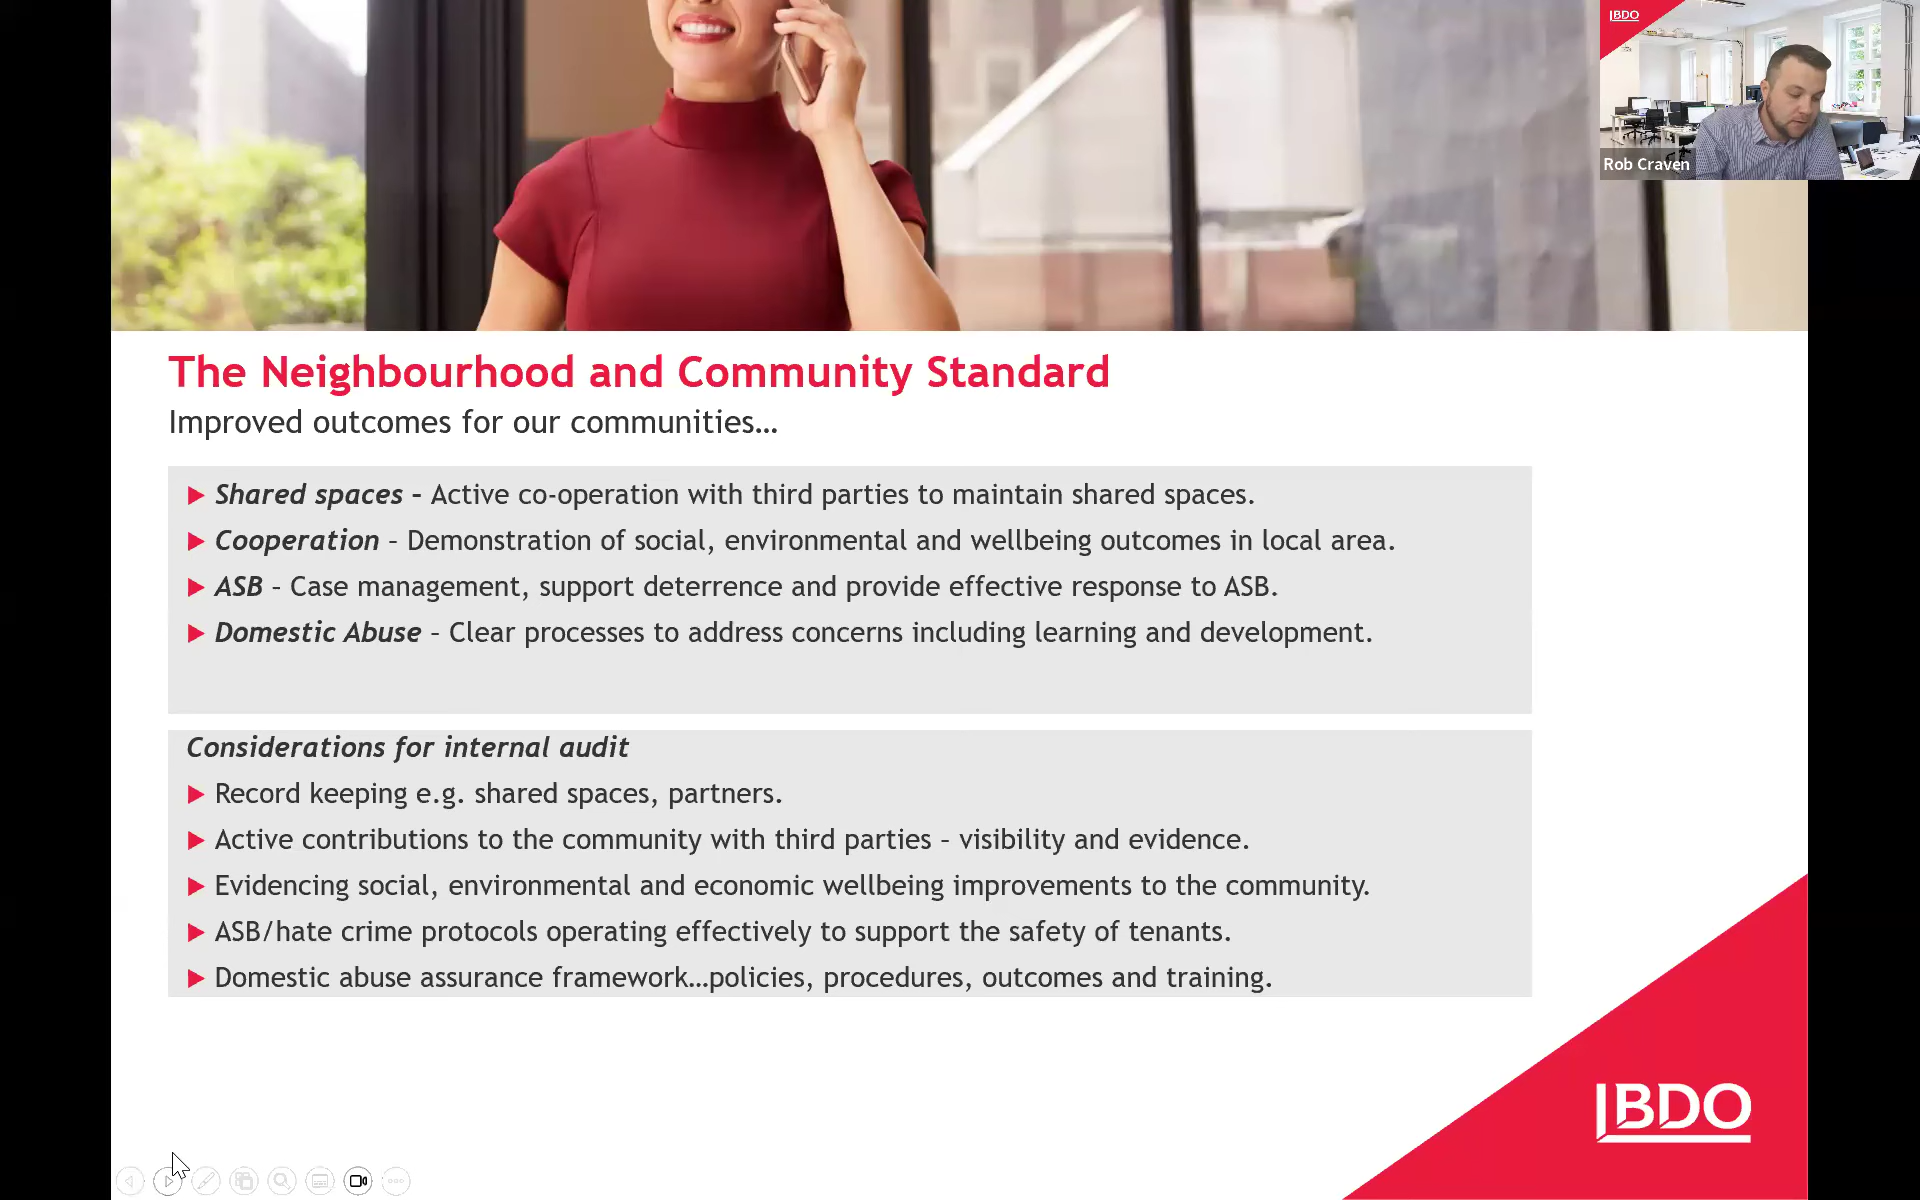 BDO
Rob Craven
The Neighbourhood and Community Standard
Improved outcomes for our communities…
Shared spaces – Active co-operation with third parties to maintain shared spaces.
Cooperation – Demonstration of social, environmental and wellbeing outcomes in local area.
ASB – Case management, support deterrence and provide effective response to ASB.
Domestic Abuse – Clear processes to address concerns including learning and development.
Considerations for internal audit
Record keeping e.g. shared spaces, partners.
Active contributions to the community with third parties – visibility and evidence.
Evidencing social, environmental and economic wellbeing improvements to the community.
ASB/hate crime protocols operating effectively to support the safety of tenants.
Domestic abuse assurance framework…policies, procedures, outcomes and training.
BDO